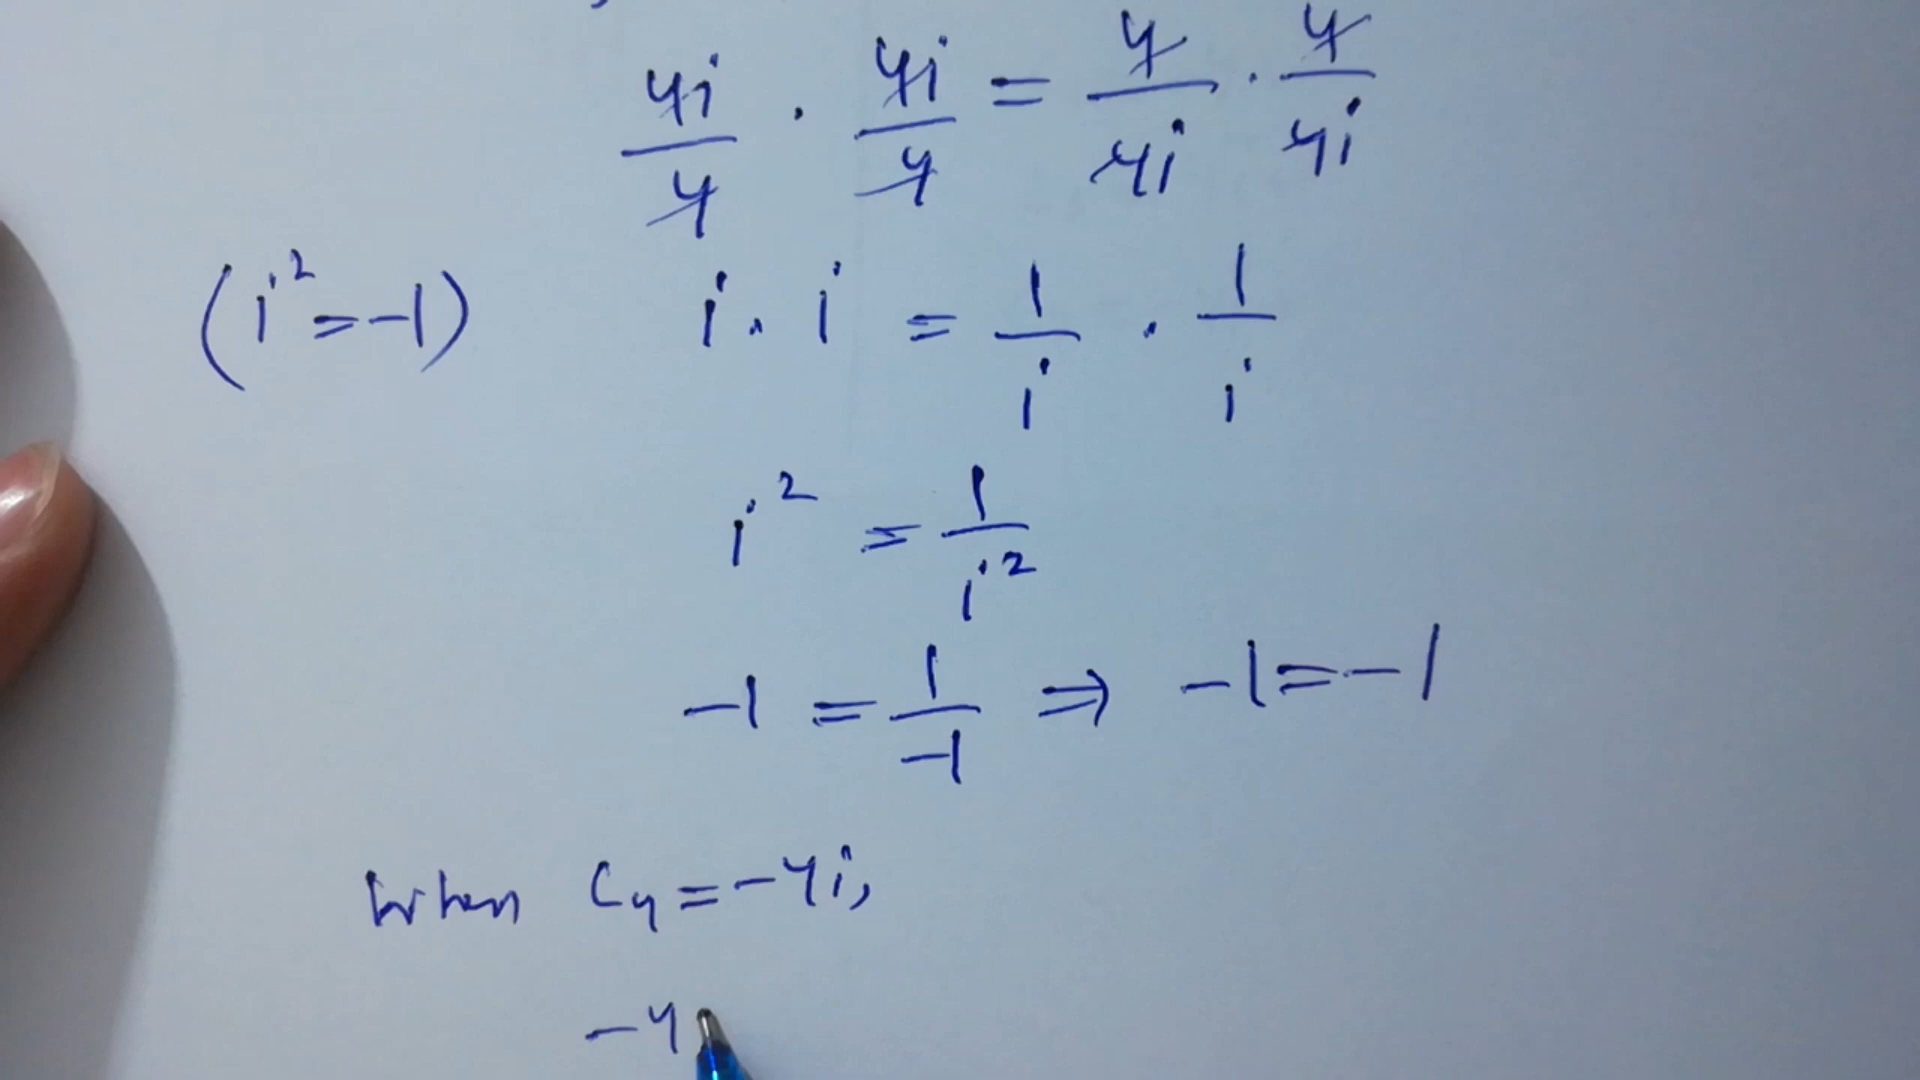 4i/4 . 4i/4 = 4/4i . 4/4i
(i² = -1) i . i = 1/i . 1/i
i² = 1/i²
-1 = 1/-1 ⇒ -1 = -1
When C₄ = -4i,
-4